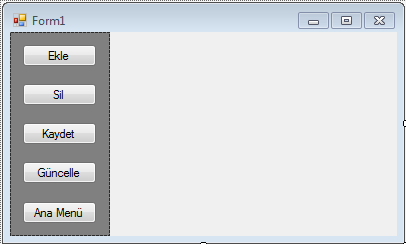 Form1
Ekle
Sil
Kaydet
Güncelle
Ana Menü